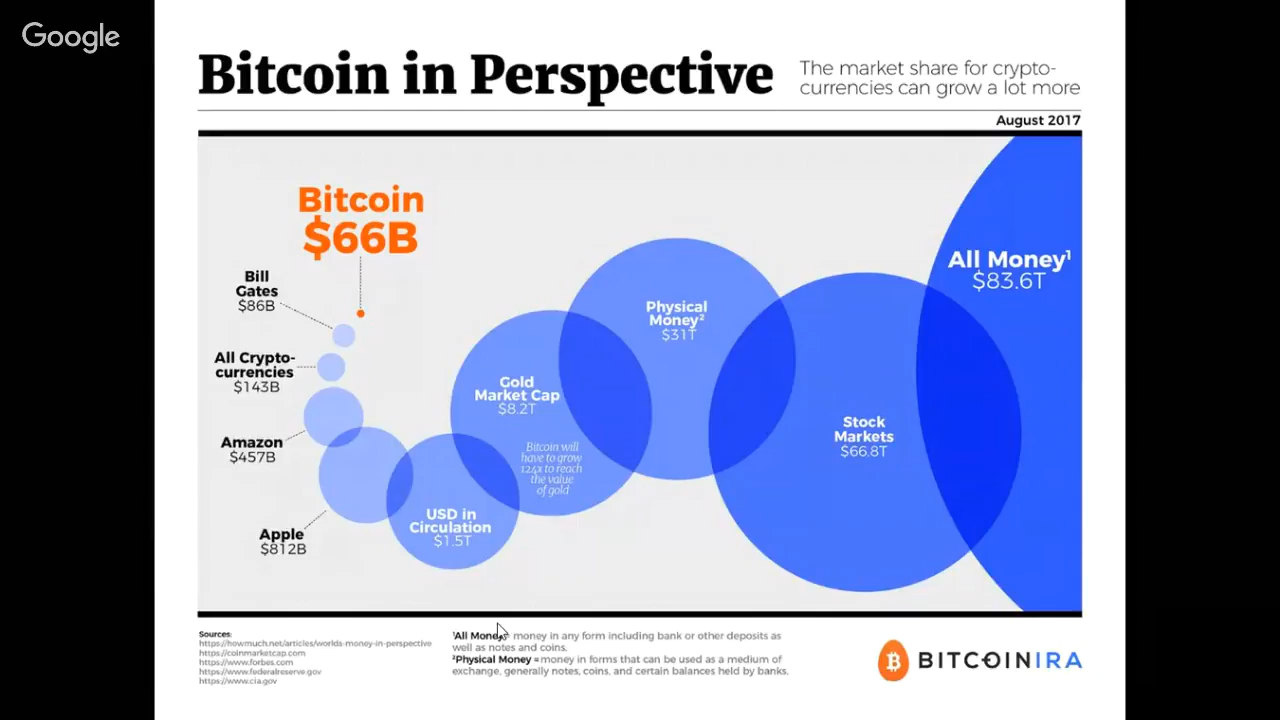 Google
Bitcoin in Perspective
The market share for crypto-
currencies can grow a lot more
August 2017
Bitcoin
$66B
Bill
Gates
$86B
All Crypto-
currencies
$143B
Amazon
$457B
Apple
$812B
USD in
Circulation
$1.5T
Gold
Market Cap
$8.2T
Bitcoin will
have to grow
124x to reach
the value
of gold
Physical
Money²
$31T
Stock
Markets
$66.8T
All Money¹
$83.6T
Sources:
https://howmuch.net/articles/worlds-money-in-perspective
https://coinmarketcap.com
https://www.forbes.com
https://www.federalreserve.gov
https://www.cia.gov
¹All Money money in any form including bank or other deposits as
well as notes and coins.
²Physical Money = money in forms that can be used as a medium of
exchange, generally notes, coins, and certain balances held by banks.
BITCOINIRA